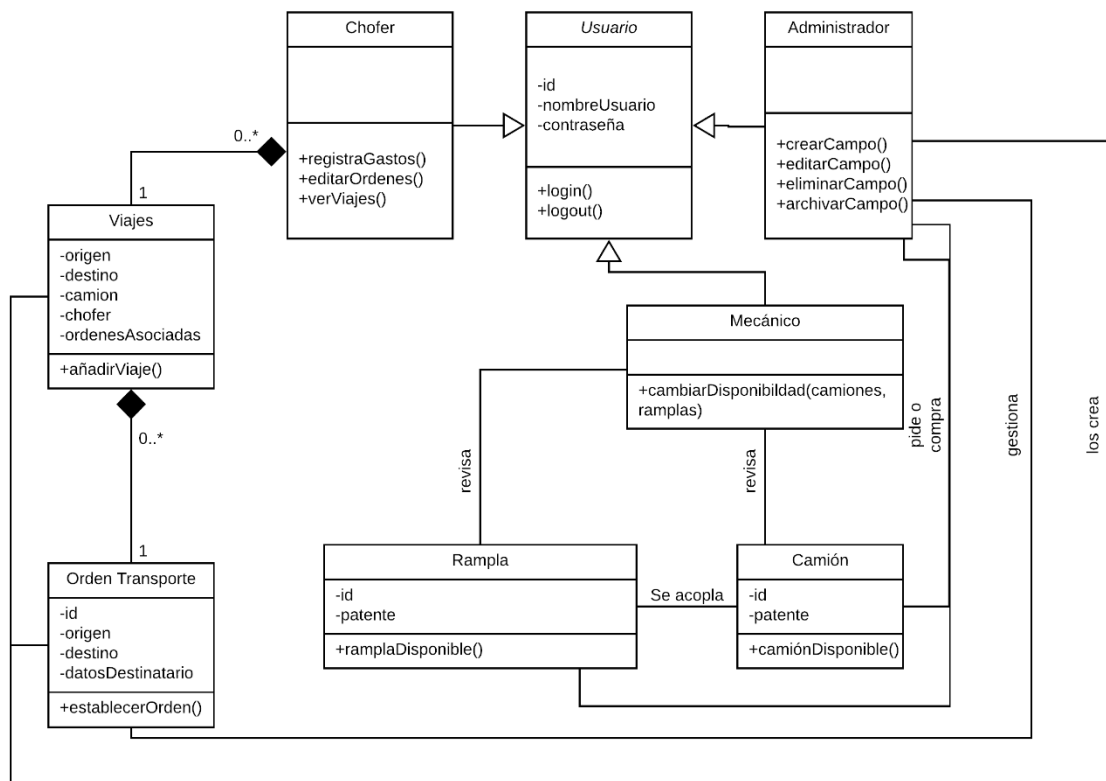 Chofer
+registraGastos()
+editarOrdenes()
+verViajes()
Usuario
-id
-nombreUsuario
-contraseña
+login()
+logout()
Administrador
+crearCampo()
+editarCampo()
+eliminarCampo()
+archivarCampo()
0..*
1
Viajes
-origen
-destino
-camion
-chofer
-ordenesAsociadas
+añadirViaje()
Mecánico
+cambiarDisponibildad(camiones,
ramplas)
pide o
compra
gestiona
los crea
0..*
revisa
revisa
1
Orden Transporte
-id
-origen
-destino
-datosDestinatario
+establecerOrden()
Rampla
-id
-patente
+ramplaDisponible()
Se acopla
Camión
-id
-patente
+camiónDisponible()